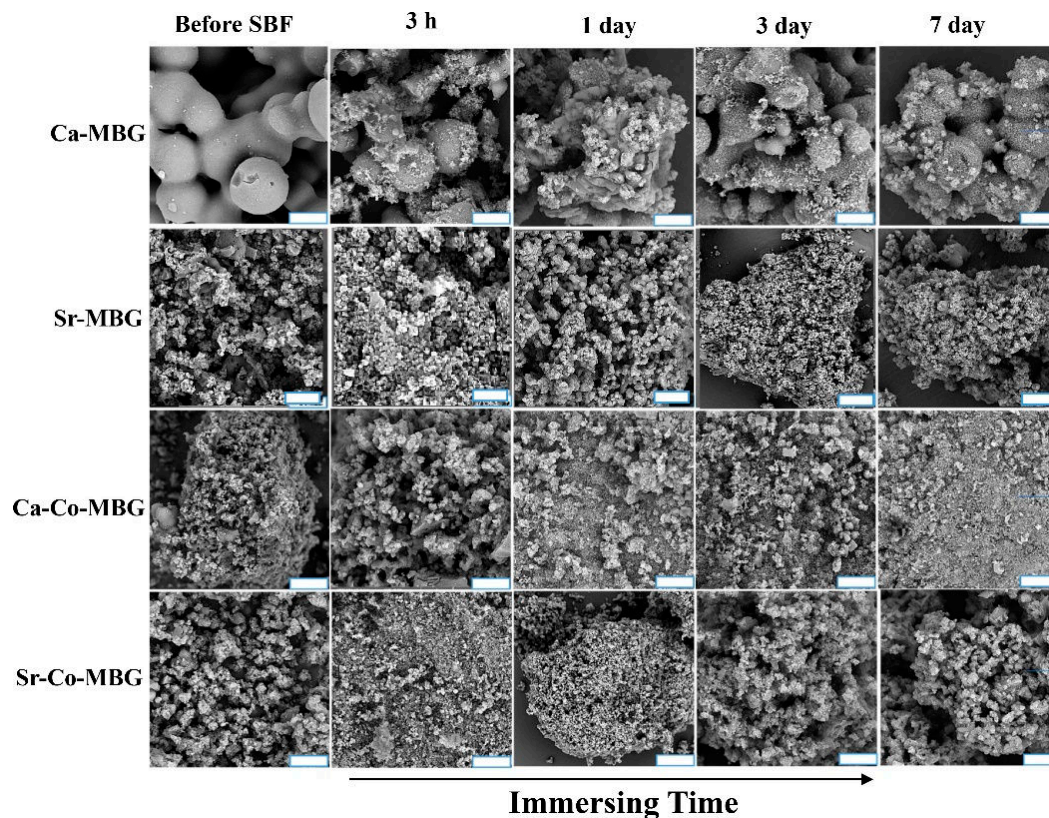 Before SBF
3 h
1 day
3 day
7 day
Ca-MBG
Sr-MBG
Ca-Co-MBG
Sr-Co-MBG
Immersing Time